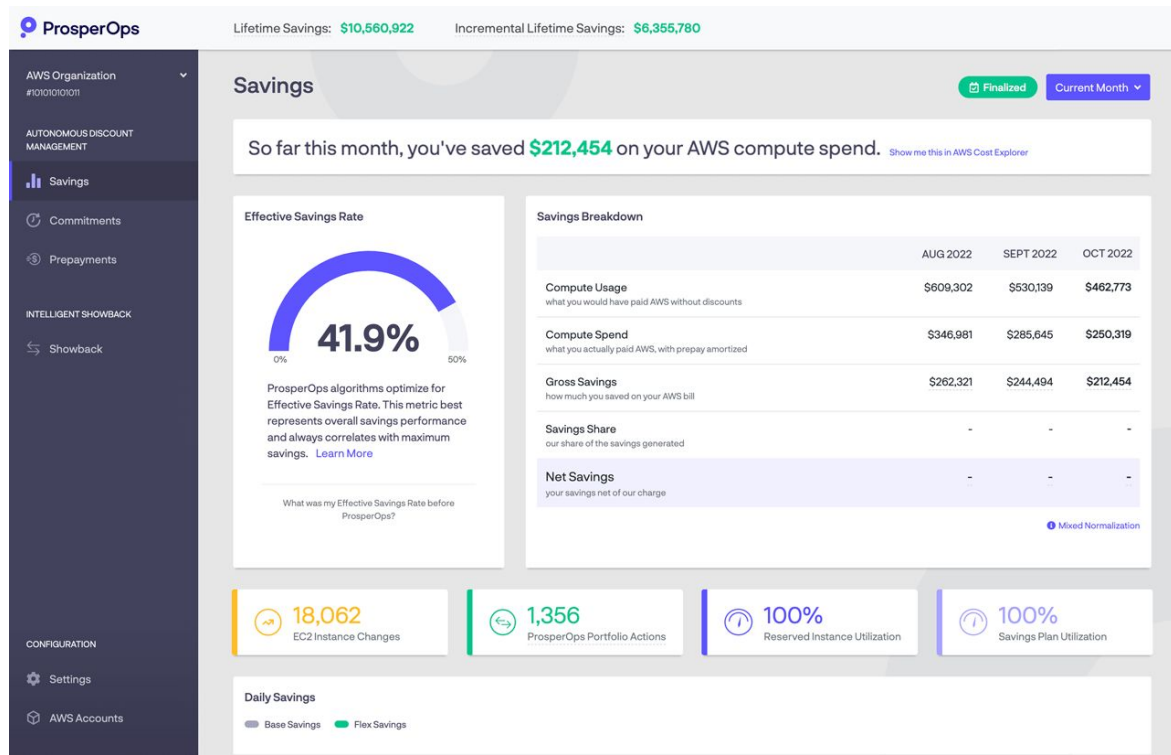 ProsperOps
Lifetime Savings: $10,560,922 Incremental Lifetime Savings: $6,355,780
AWS Organization
#101010101011
AUTONOMOUS DISCOUNT
MANAGEMENT
Savings
Commitments
Prepayments
INTELLIGENT SHOWBACK
Showback
CONFIGURATION
Settings
AWS Accounts
Savings
Finalized
Current Month
So far this month, you've saved $212,454 on your AWS compute spend. Show me this in AWS Cost Explorer
Effective Savings Rate
41.9%
0% 50%
ProsperOps algorithms optimize for
Effective Savings Rate. This metric best
represents overall savings performance
and always correlates with maximum
savings. Learn More
What was my Effective Savings Rate before
ProsperOps?
Savings Breakdown
AUG 2022 SEPT 2022 OCT 2022
Compute Usage $609,302 $530,139 $462,773
what you would have paid AWS without discounts
Compute Spend $346,981 $285,645 $250,319
what you actually paid AWS, with prepay amortized
Gross Savings $262,321 $244,494 $212,454
how much you saved on your AWS bill
Savings Share - - -
our share of the savings generated
Net Savings - - -
your savings net of our charge
Mixed Normalization
18,062
EC2 Instance Changes
1,356
ProsperOps Portfolio Actions
100%
Reserved Instance Utilization
100%
Savings Plan Utilization
Daily Savings
Base Savings Flex Savings